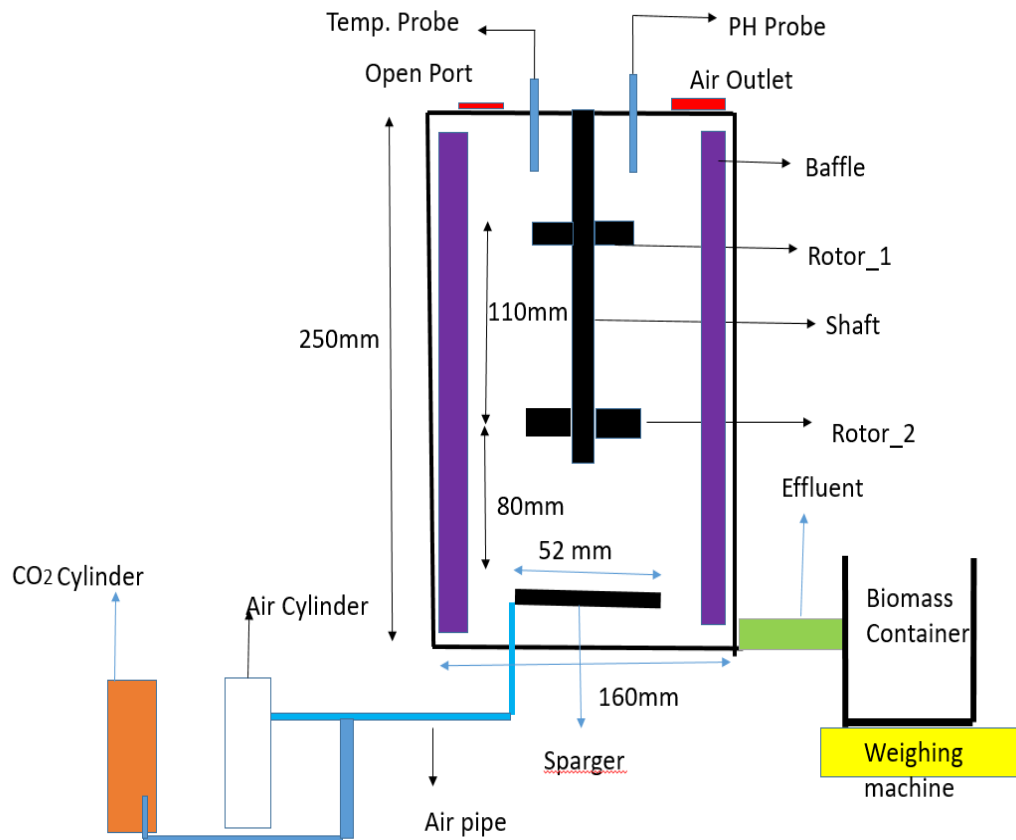 Temp. Probe
PH Probe
Open Port
Air Outlet
Baffle
Rotor_1
110mm
Shaft
250mm
Rotor_2
Effluent
80mm
52 mm
CO2 Cylinder
Air Cylinder
Biomass
Container
160mm
Sparger
Weighing
machine
Air pipe